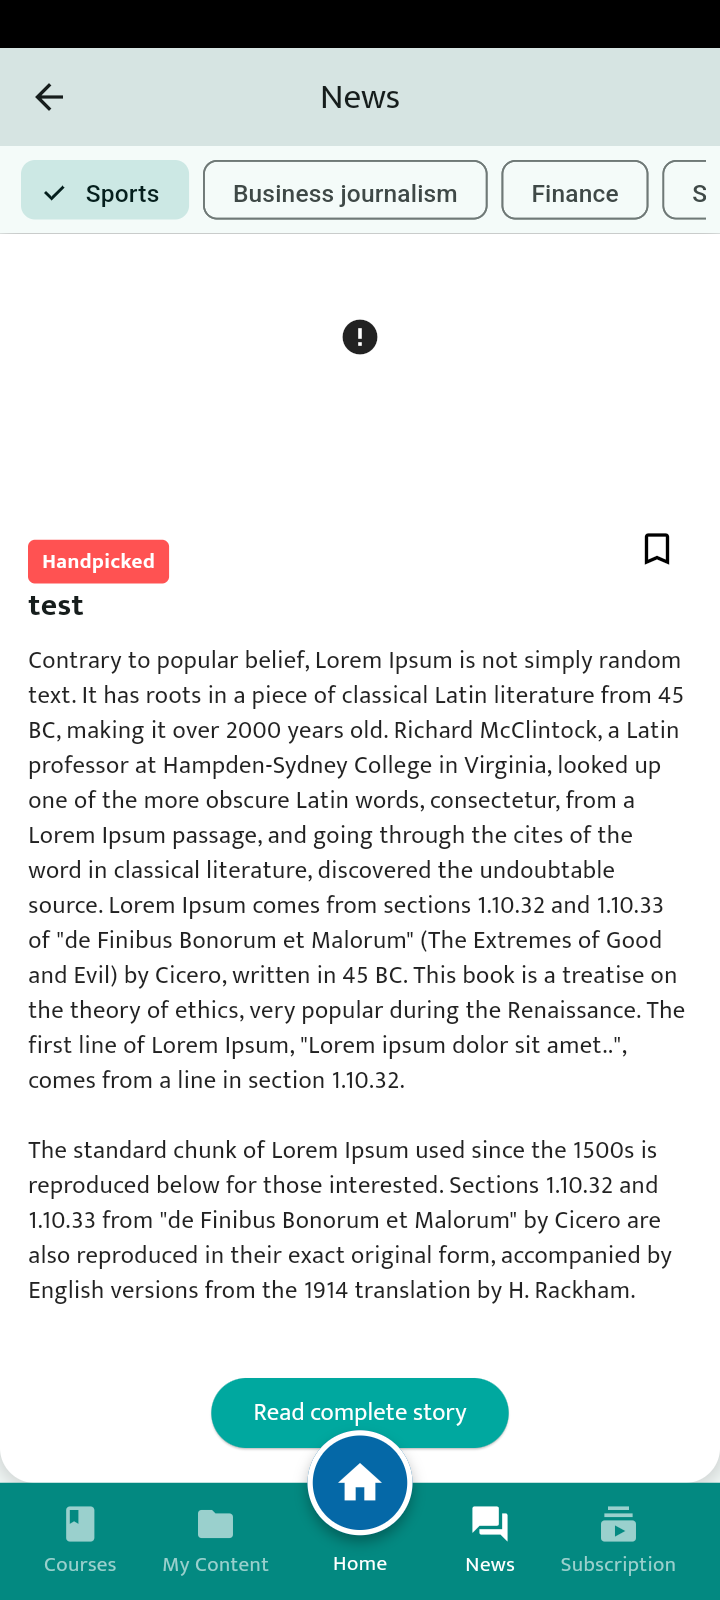 News
Sports
Business journalism
Finance
S
Handpicked
test
Contrary to popular belief, Lorem Ipsum is not simply random
text. It has roots in a piece of classical Latin literature from 45
BC, making it over 2000 years old. Richard McClintock, a Latin
professor at Hampden-Sydney College in Virginia, looked up
one of the more obscure Latin words, consectetur, from a
Lorem Ipsum passage, and going through the cites of the
word in classical literature, discovered the undoubtable
source. Lorem Ipsum comes from sections 1.10.32 and 1.10.33
of "de Finibus Bonorum et Malorum" (The Extremes of Good
and Evil) by Cicero, written in 45 BC. This book is a treatise on
the theory of ethics, very popular during the Renaissance. The
first line of Lorem Ipsum, "Lorem ipsum dolor sit amet..",
comes from a line in section 1.10.32.
The standard chunk of Lorem Ipsum used since the 1500s is
reproduced below for those interested. Sections 1.10.32 and
1.10.33 from "de Finibus Bonorum et Malorum" by Cicero are
also reproduced in their exact original form, accompanied by
English versions from the 1914 translation by H. Rackham.
Read complete story
Courses
My Content
Home
News
Subscription